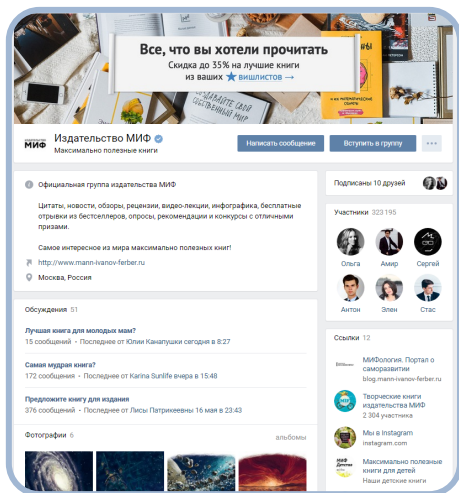 Все, что вы хотели прочитать
Скидка до 35% на лучшие книги
из ваших вишлистов →
ДАВАЙТЕ СОЗДАВАЙ
СОБСТВЕННЫЙ МИФ
МИФ
Издательство МИФ
Максимально полезные книги
Написать сообщение
Вступить в группу
Официальная группа издательства МИФ
Цитаты, новости, обзоры, рецензии, видео-лекции, инфографика, бесплатные
отрывки из бестселлеров, опросы, рекомендации и конкурсы с отличными
призами.
Самое интересное из мира максимально полезных книг!
http://www.mann-ivanov-ferber.ru
Москва, Россия
Обсуждения 51
Лучшая книга для молодых мам?
15 сообщений • Последнее от Юлии Канапушки сегодня в 8:27
Самая мудрая книга?
172 сообщения • Последнее от Karina Sunlife вчера в 15:48
Предложите книгу для издания
376 сообщений • Последнее от Лисы Патрикеевны 16 мая в 23:43
Фотографии 6
альбомы
Подписаны 10 друзей
Участники 323 195
Ольга
Амир
Сергей
Антон
Элен
Стас
Ссылки 12
МИФология. Портал о
саморазвитии
blog.mann-ivanov-ferber.ru
Творческие книги
издательства МИФ
2 304 участника
Мы в Instagram
instagram.com
МИФ
Детство
Максимально полезные
книги для детей
Наши детские книги